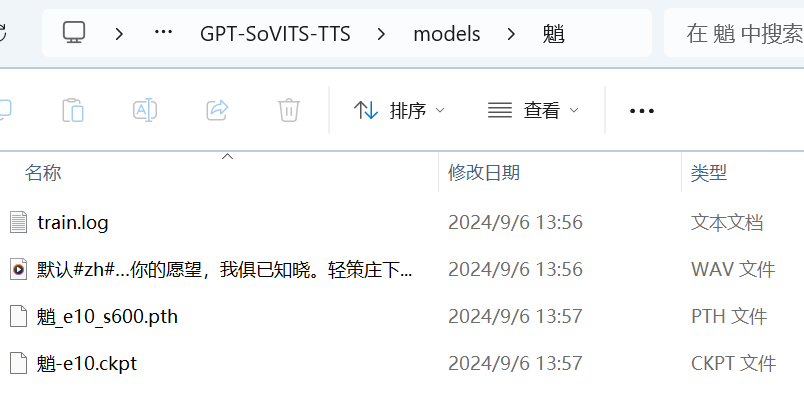 GPT-SoVITS-TTS > models > 魈 在 魈 中搜索
排序 查看
名称 修改日期 类型
train.log 2024/9/6 13:56 文本文档
默认#zh#...你的愿望，我俱已知晓。轻策庄下... 2024/9/6 13:56 WAV 文件
魈_e10_s600.pth 2024/9/6 13:57 PTH 文件
魈-e10.ckpt 2024/9/6 13:57 CKPT 文件